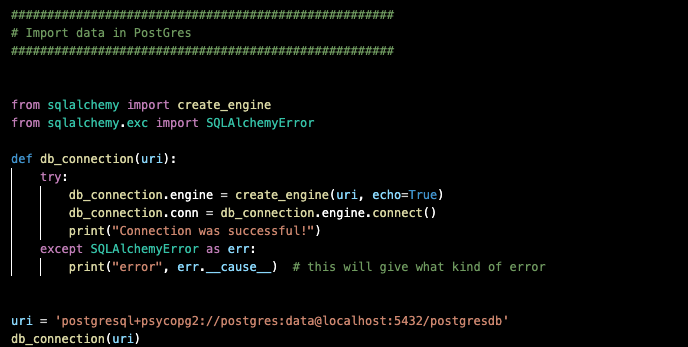 #####################################################
# Import data in PostGres
#####################################################
from sqlalchemy import create_engine
from sqlalchemy.exc import SQLAlchemyError
def db_connection(uri):
    try:
        db_connection.engine = create_engine(uri, echo=True)
        db_connection.conn = db_connection.engine.connect()
        print("Connection was successful!")
    except SQLAlchemyError as err:
        print("error", err.__cause__)  # this will give what kind of error
uri = 'postgresql+psycopg2://postgres:data@localhost:5432/postgresdb'
db_connection(uri)